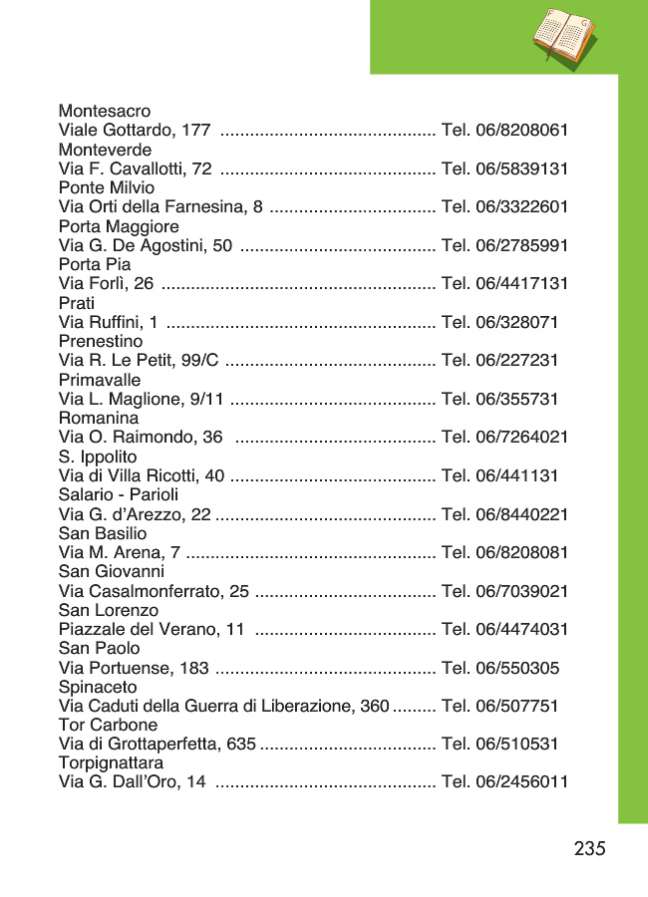 F G
Montesacro
Viale Gottardo, 177 ............................................ Tel. 06/8208061
Monteverde
Via F. Cavallotti, 72 ............................................ Tel. 06/5839131
Ponte Milvio
Via Orti della Farnesina, 8 .................................. Tel. 06/3322601
Porta Maggiore
Via G. De Agostini, 50 ........................................ Tel. 06/2785991
Porta Pia
Via Forlì, 26 ........................................................ Tel. 06/4417131
Prati
Via Ruffini, 1 ....................................................... Tel. 06/328071
Prenestino
Via R. Le Petit, 99/C ........................................... Tel. 06/227231
Primavalle
Via L. Maglione, 9/11 .......................................... Tel. 06/355731
Romanina
Via O. Raimondo, 36 ......................................... Tel. 06/7264021
S. Ippolito
Via di Villa Ricotti, 40 .......................................... Tel. 06/441131
Salario - Parioli
Via G. d'Arezzo, 22 ............................................. Tel. 06/8440221
San Basilio
Via M. Arena, 7 ................................................... Tel. 06/8208081
San Giovanni
Via Casalmonferrato, 25 ..................................... Tel. 06/7039021
San Lorenzo
Piazzale del Verano, 11 ..................................... Tel. 06/4474031
San Paolo
Via Portuense, 183 ............................................. Tel. 06/550305
Spinaceto
Via Caduti della Guerra di Liberazione, 360 ......... Tel. 06/507751
Tor Carbone
Via di Grottaperfetta, 635 .................................... Tel. 06/510531
Torpignattara
Via G. Dall'Oro, 14 ............................................. Tel. 06/2456011
235